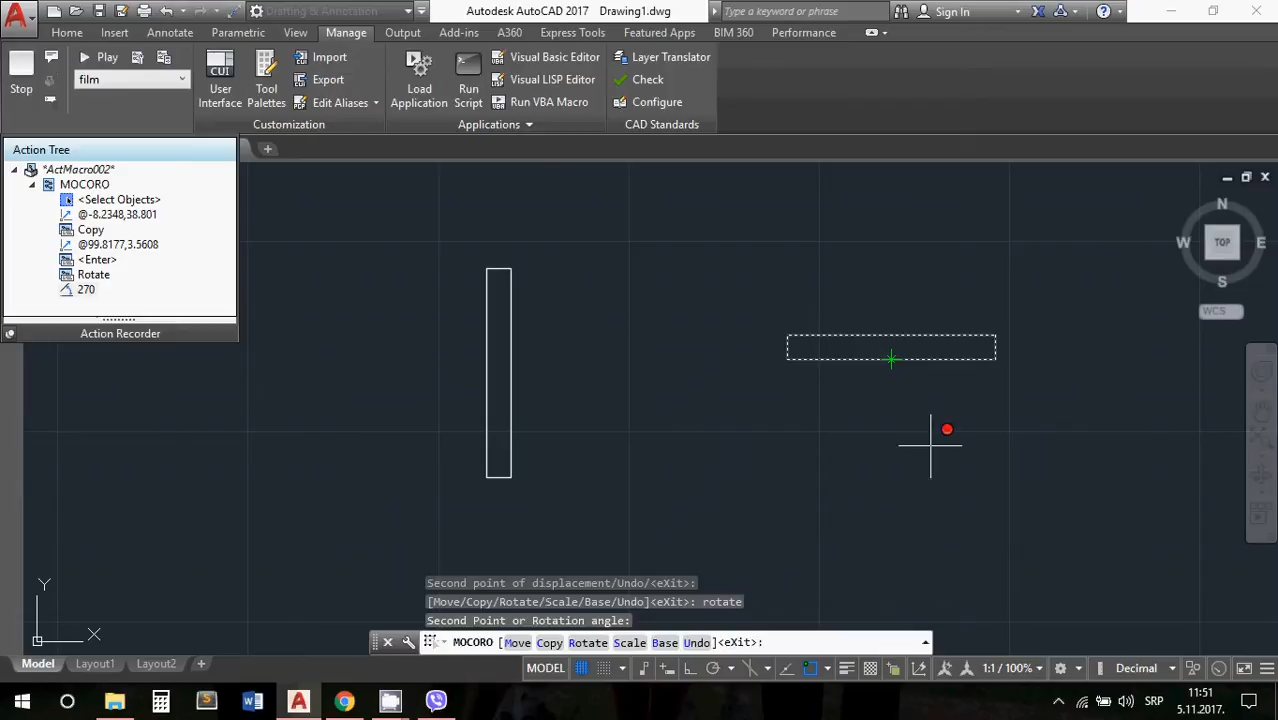 Drafting & Annotation
Autodesk AutoCAD 2017 Drawing1.dwg
Type a keyword or phrase
Sign In
Home Insert Annotate Parametric View Manage Output Add-ins A360 Express Tools Featured Apps BIM 360 Performance
Stop
Play
film
CUI
User Interface
Tool Palettes
Import
Export
Edit Aliases
Customization
Load Application
Run Script
Visual Basic Editor
Visual LISP Editor
Run VBA Macro
Applications
Layer Translator
Check
Configure
CAD Standards
Action Tree
*ActMacro002*
MOCORO
<Select Objects>
@-8.2348,38.801
Copy
@99.8177,3.5608
<Enter>
Rotate
270
Action Recorder
N
W TOP E
S
WCS
Y
X
Second point of displacement/Undo/<eXit>:
[Move/Copy/Rotate/Scale/Base/Undo]<eXit>: rotate
Second Point or Rotation angle:
MOCORO [Move Copy Rotate Scale Base Undo]<eXit>:
Model Layout1 Layout2 +
MODEL
1:1 / 100%
Decimal
SRP
11:51
5.11.2017.